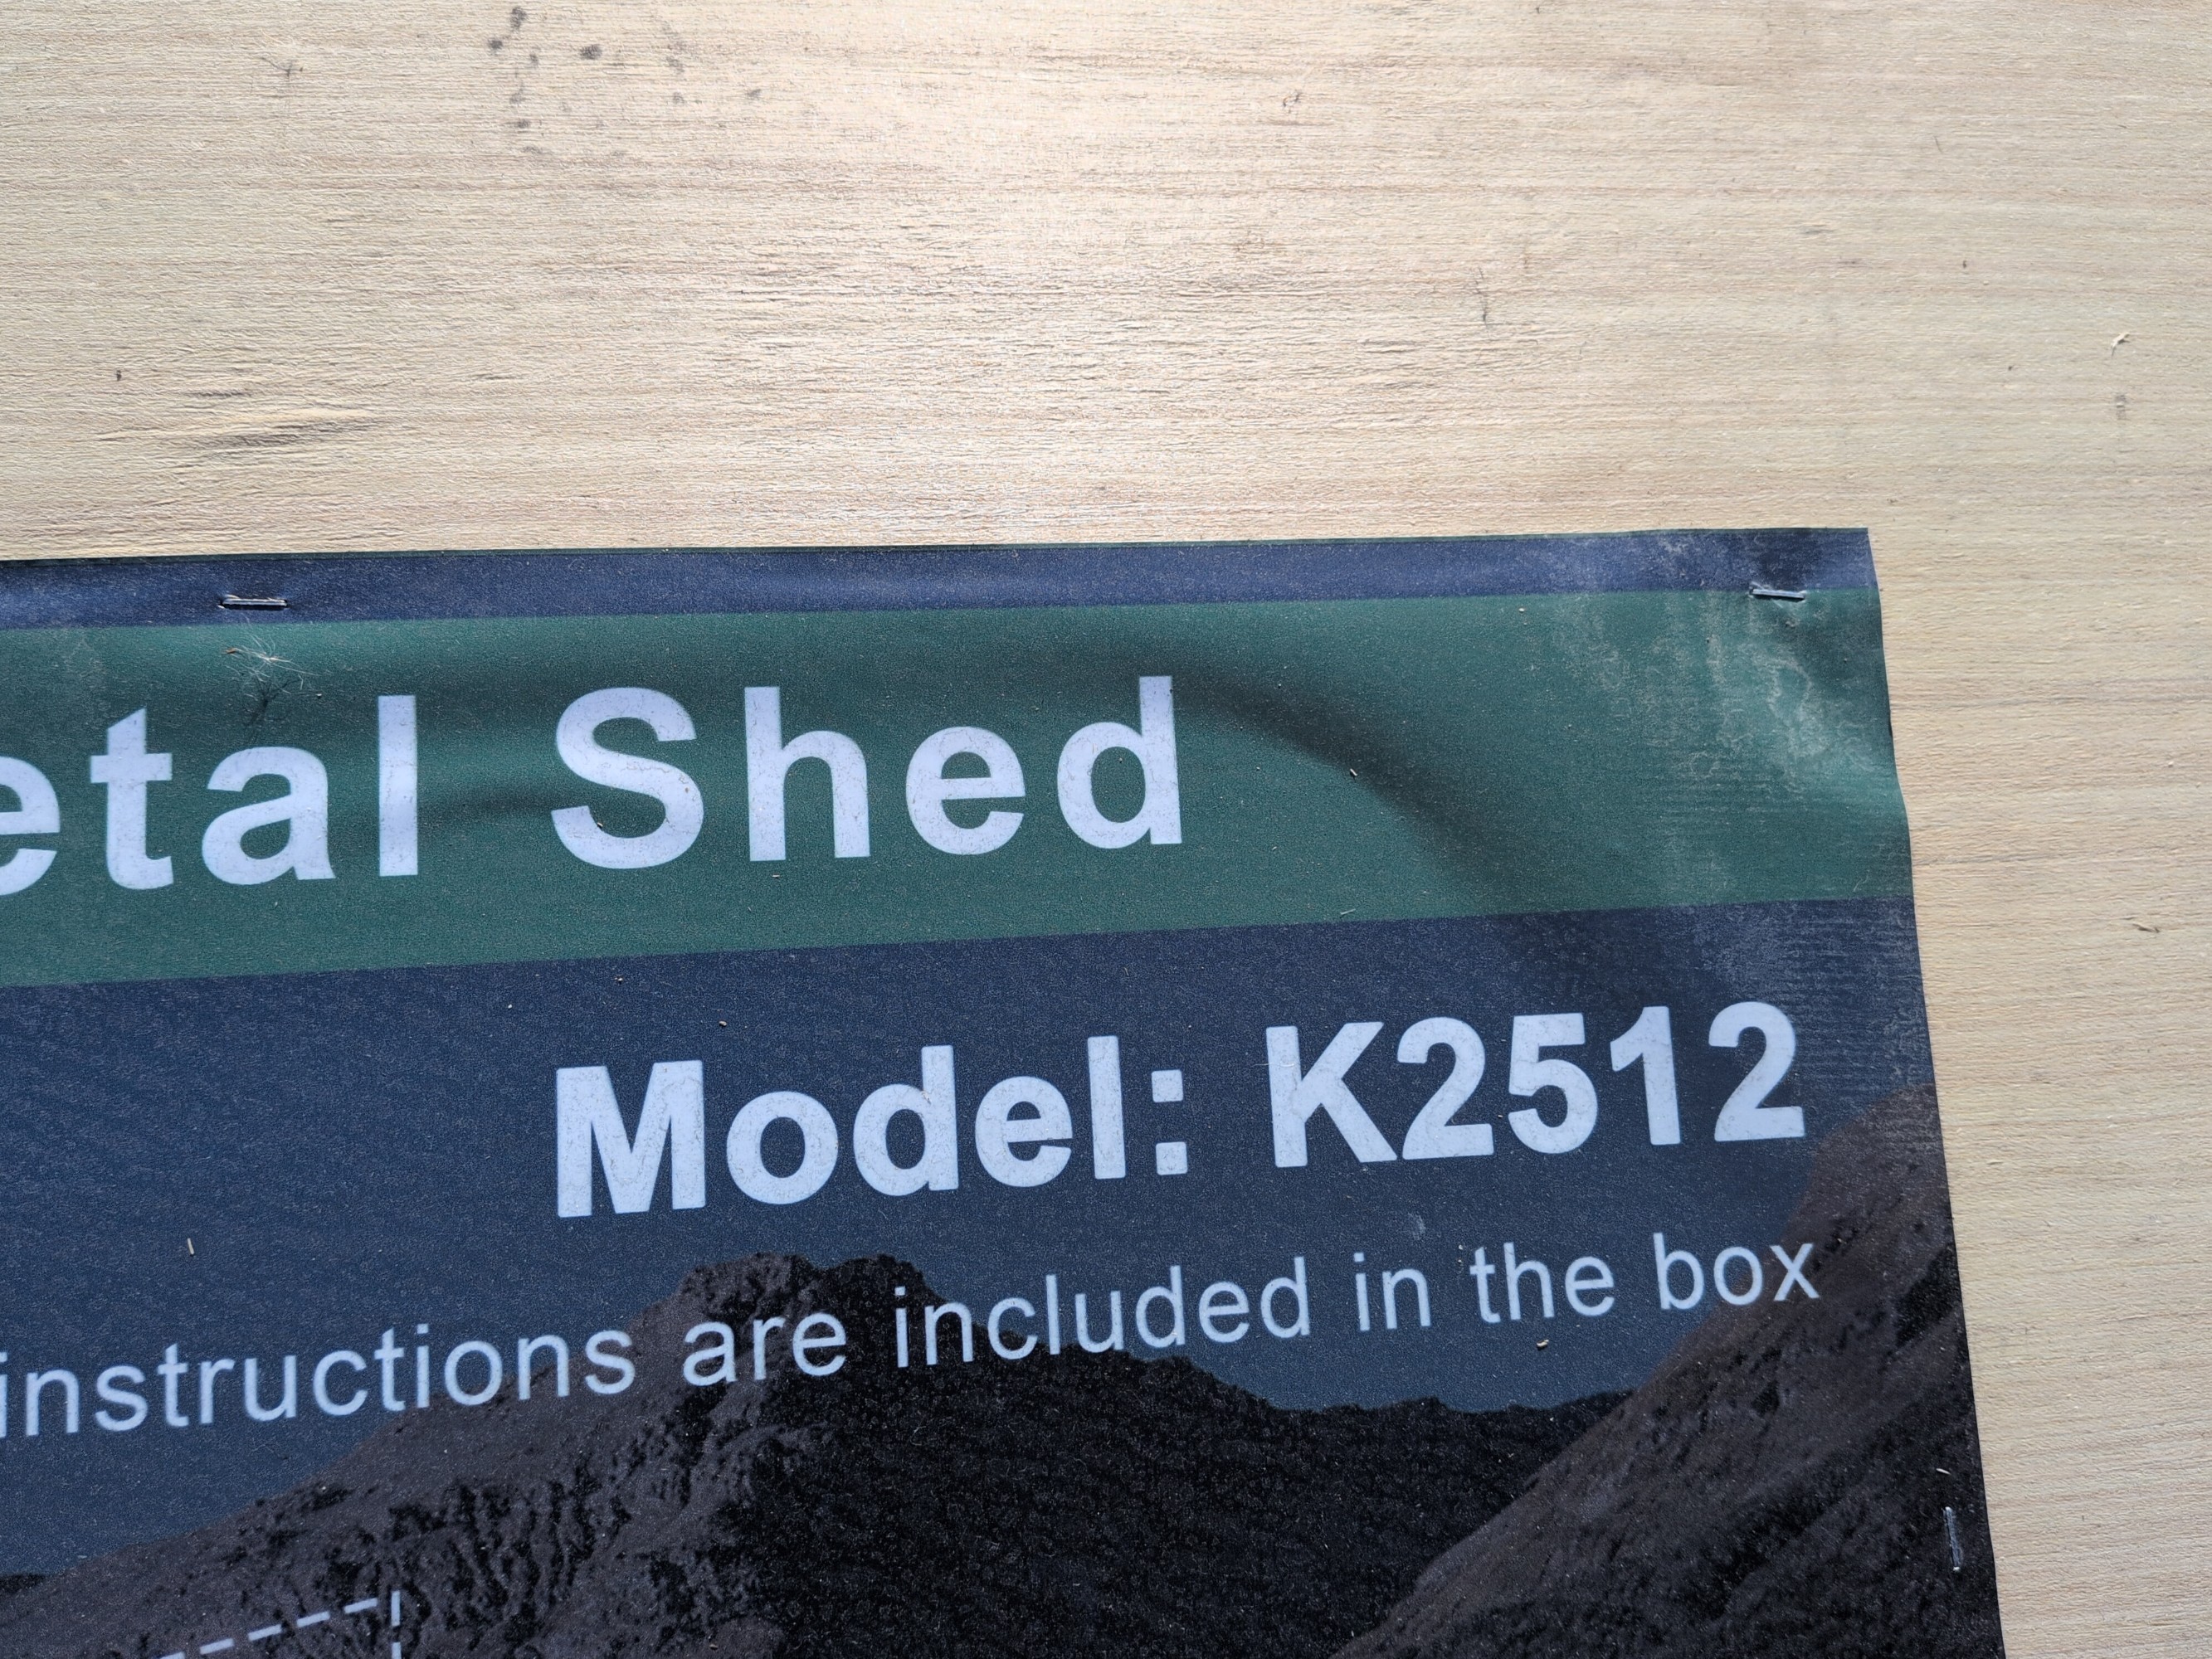 etal Shed
Model: K2512
instructions are included in the box